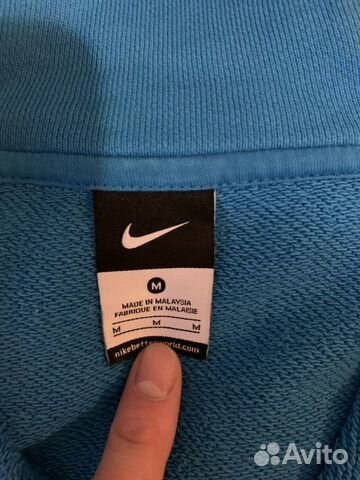 M
MADE IN MALAYSIA
FABRIQUE EN MALAISIE
M M M
nikebetterworld.com
Avito